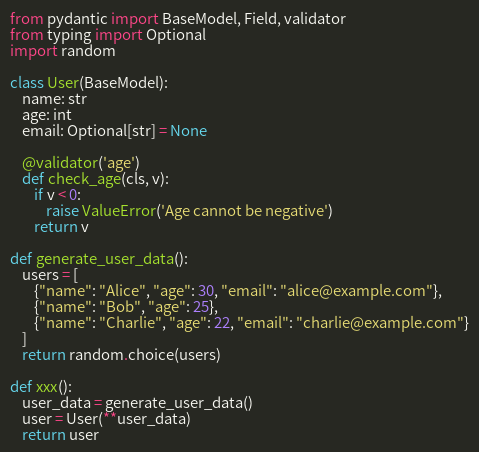 from pydantic import BaseModel, Field, validator
from typing import Optional
import random

class User(BaseModel):
    name: str
    age: int
    email: Optional[str] = None

    @validator('age')
    def check_age(cls, v):
        if v < 0:
            raise ValueError('Age cannot be negative')
        return v

def generate_user_data():
    users = [
        {"name": "Alice", "age": 30, "email": "alice@example.com"},
        {"name": "Bob", "age": 25},
        {"name": "Charlie", "age": 22, "email": "charlie@example.com"}
    ]
    return random.choice(users)

def xxx():
    user_data = generate_user_data()
    user = User(**user_data)
    return user